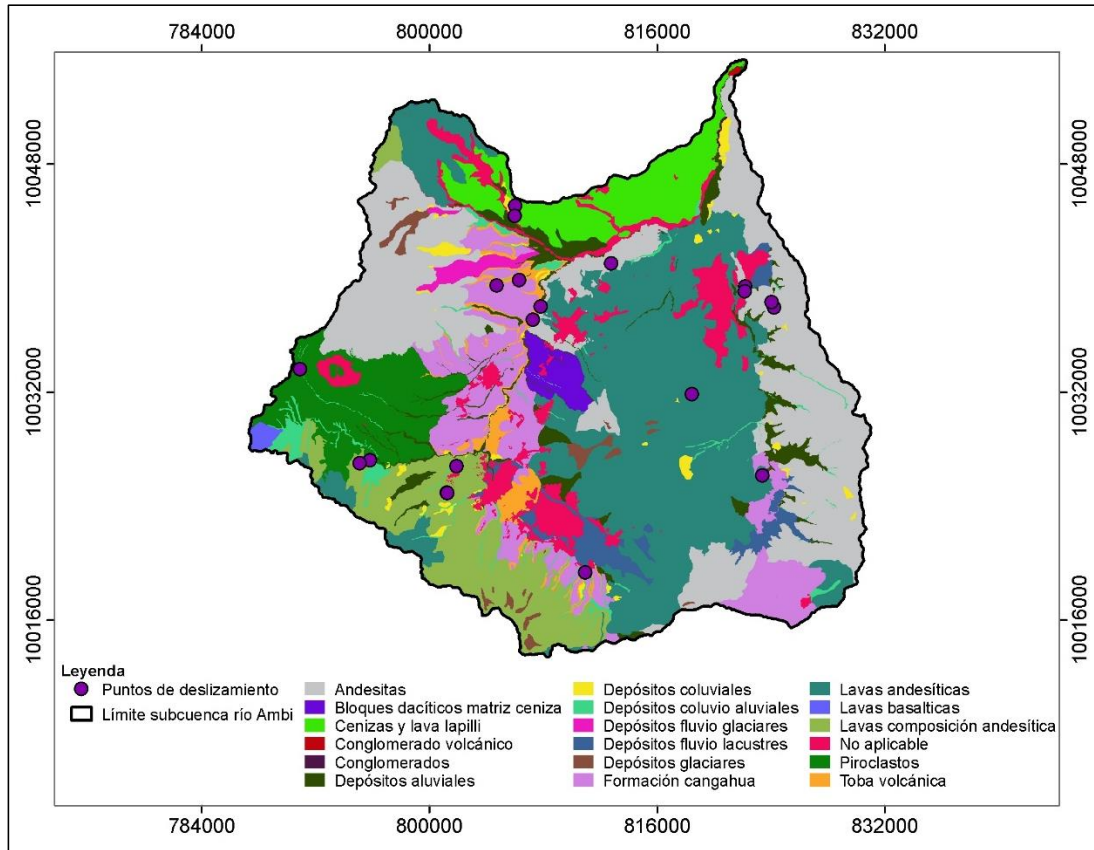 784000 800000 816000 832000
10048000 10048000
10032000 10032000
10016000 10016000
Leyenda
Puntos de deslizamiento
Límite subcuenca río Ambi
Andesitas
Bloques dacíticos matriz ceniza
Cenizas y lava lapilli
Conglomerado volcánico
Conglomerados
Depósitos aluviales
Depósitos coluviales
Depósitos coluvio aluviales
Depósitos fluvio glaciares
Depósitos fluvio lacustres
Depósitos glaciares
Formación cangahua
Lavas andesíticas
Lavas basalticas
Lavas composición andesítica
No aplicable
Piroclastos
Toba volcánica
784000 800000 816000 832000